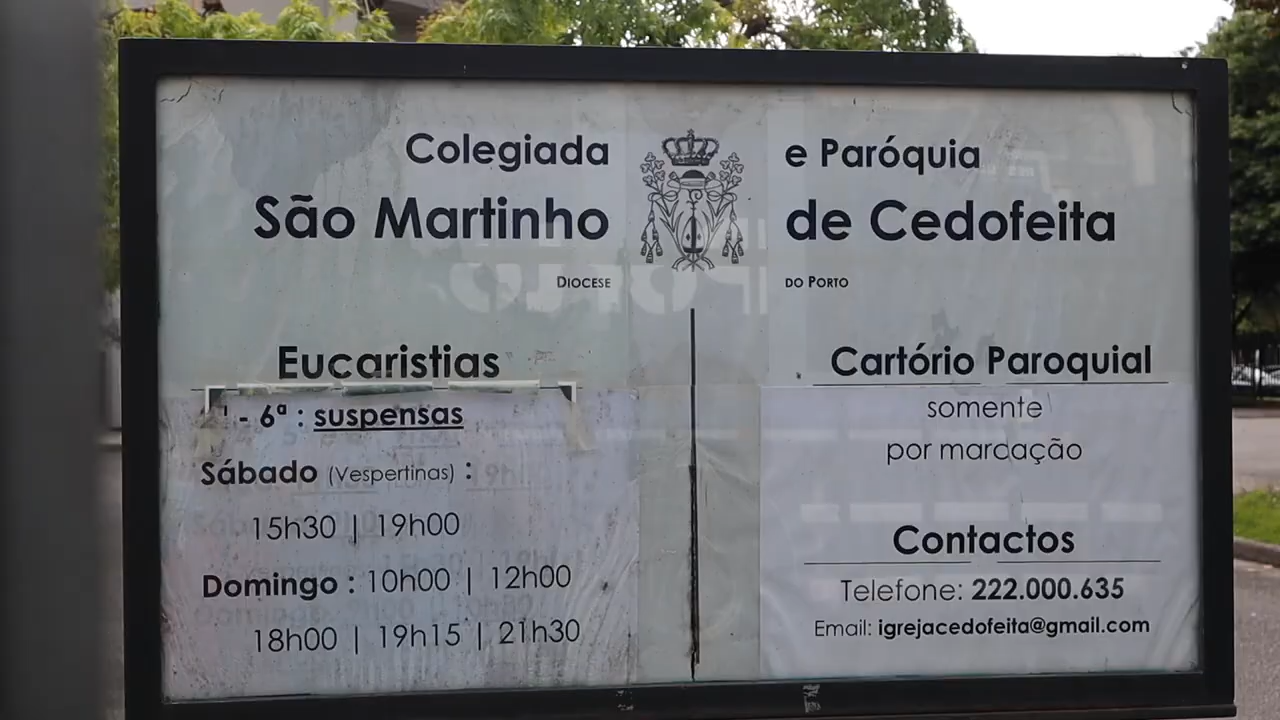 Colegiada e Paróquia
São Martinho de Cedofeita
DIOCESE DO PORTO
Eucaristias
- 6ª : suspensas
Sábado (Vespertinas) :
15h30 | 19h00
Domingo : 10h00 | 12h00
18h00 | 19h15 | 21h30
Cartório Paroquial
somente
por marcação
Contactos
Telefone: 222.000.635
Email: igrejacedofeita@gmail.com